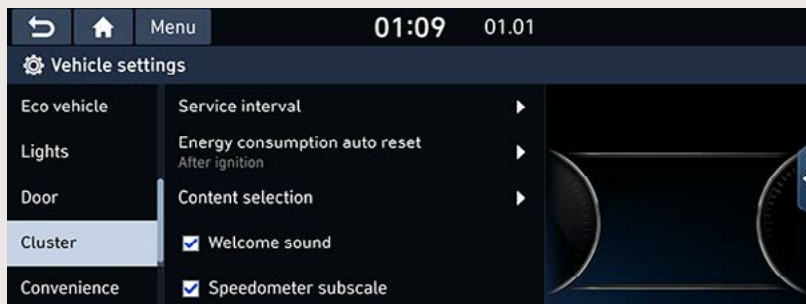 Menu
01:09
01.01
Vehicle settings
Eco vehicle
Lights
Door
Cluster
Convenience
Service interval
Energy consumption auto reset
After ignition
Content selection
Welcome sound
Speedometer subscale